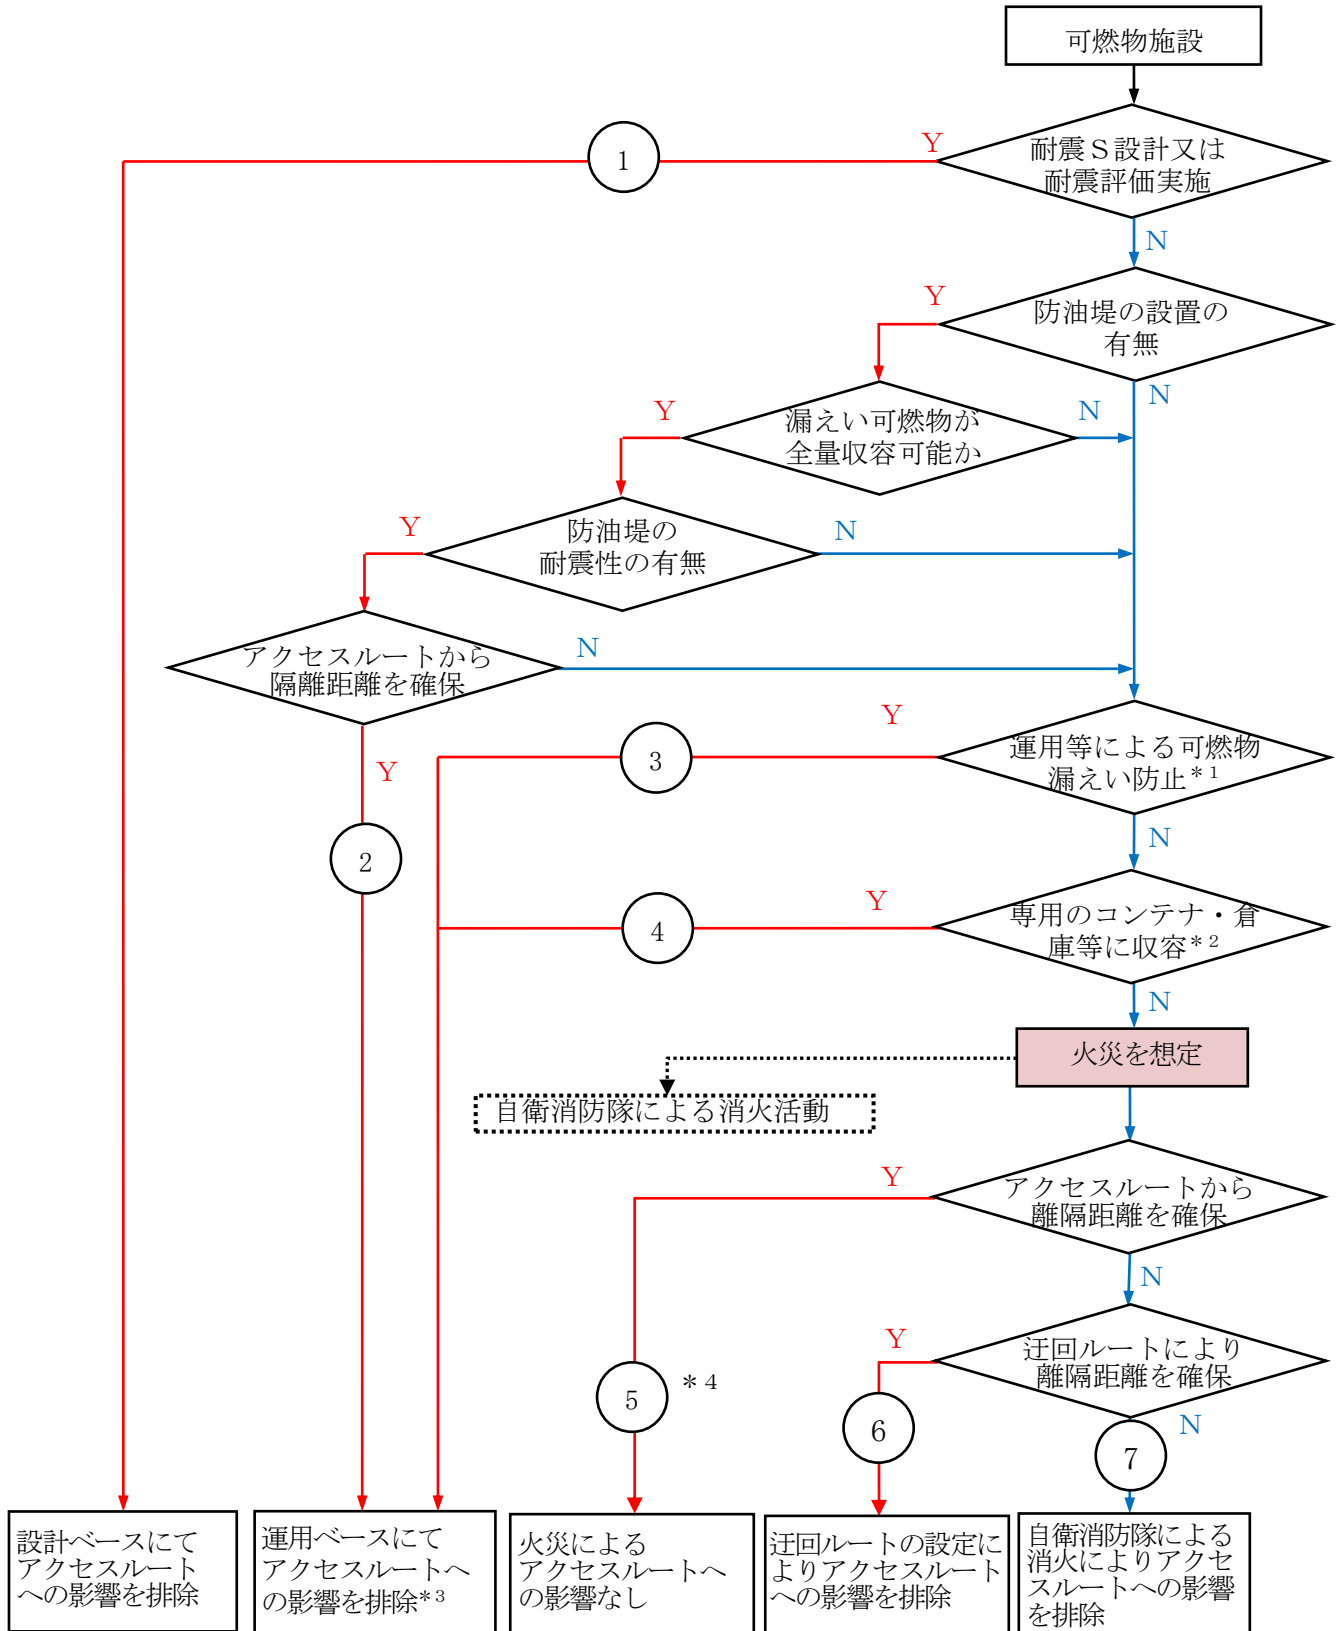 可燃物施設
Y
1
耐震S設計又は
耐震評価実施
N
Y
防油堤の設置の
有無
N
Y
漏えい可燃物が
全量収容可能か
N
Y
防油堤の
耐震性の有無
N
アクセスルートから
隔離距離を確保
N
Y
2
Y
3
運用等による可燃物
漏えい防止*1
N
Y
4
専用のコンテナ・倉
庫等に収容*2
N
火災を想定
自衛消防隊による消火活動
Y
アクセスルートから
離隔距離を確保
N
Y
迂回ルートにより
離隔距離を確保
5
*4
6
N
7
設計ベースにて
アクセスルート
への影響を排除
運用ベースにて
アクセスルートへ
の影響を排除*3
火災による
アクセスルートへ
の影響なし
迂回ルートの設定に
よりアクセスルート
への影響を排除
自衛消防隊による
消火によりアクセ
スルートへの影響
を排除